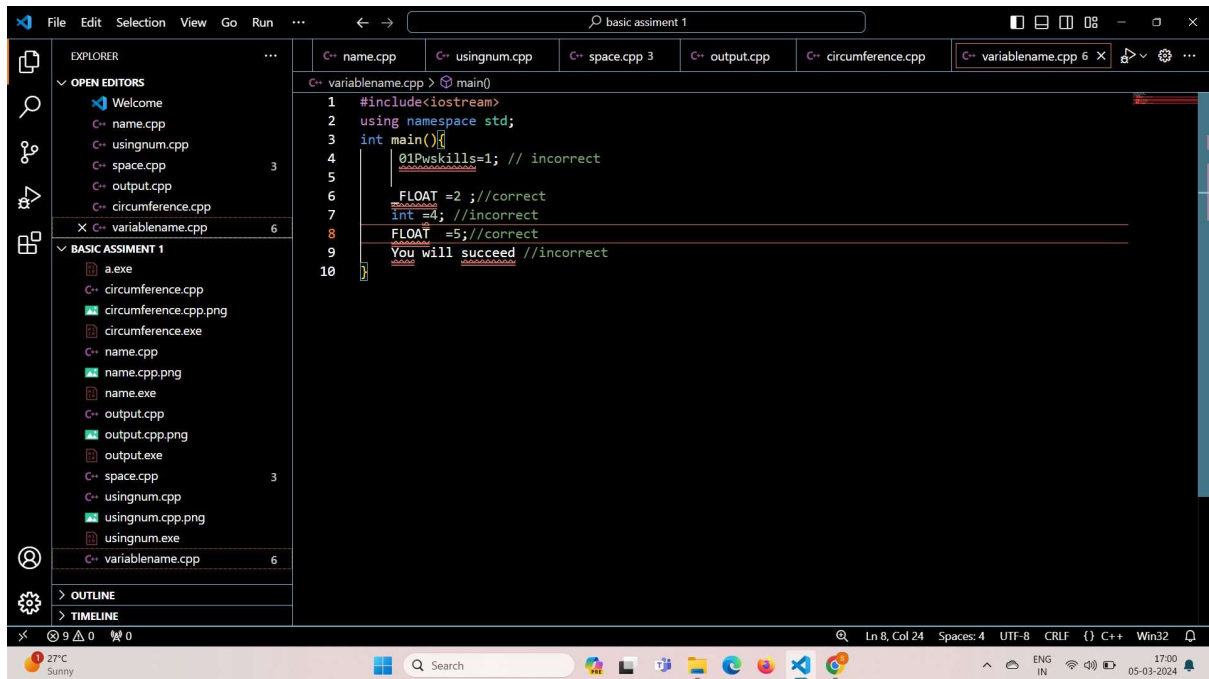 File Edit Selection View Go Run ··· ← → basic assiment 1
EXPLORER ···
OPEN EDITORS
Welcome
name.cpp
usingnum.cpp
space.cpp 3
output.cpp
circumference.cpp
variablename.cpp 6
BASIC ASSIMENT 1
a.exe
circumference.cpp
circumference.cpp.png
circumference.exe
name.cpp
name.cpp.png
name.exe
output.cpp
output.cpp.png
output.exe
space.cpp 3
usingnum.cpp
usingnum.cpp.png
usingnum.exe
variablename.cpp 6
OUTLINE
TIMELINE
name.cpp usingnum.cpp space.cpp 3 output.cpp circumference.cpp variablename.cpp 6
variablename.cpp > main()
1 #include<iostream>
2 using namespace std;
3 int main(){
4 01Pwskills=1; // incorrect
5
6 _FLOAT =2 ;//correct
7 int =4; //incorrect
8 FLOAT =5;//correct
9 You will succeed //incorrect
10 }
9 0 0 Ln 8, Col 24 Spaces: 4 UTF-8 CRLF {} C++ Win32
1 27°C
Sunny
Search
PRE
ENG
IN
17:00
05-03-2024